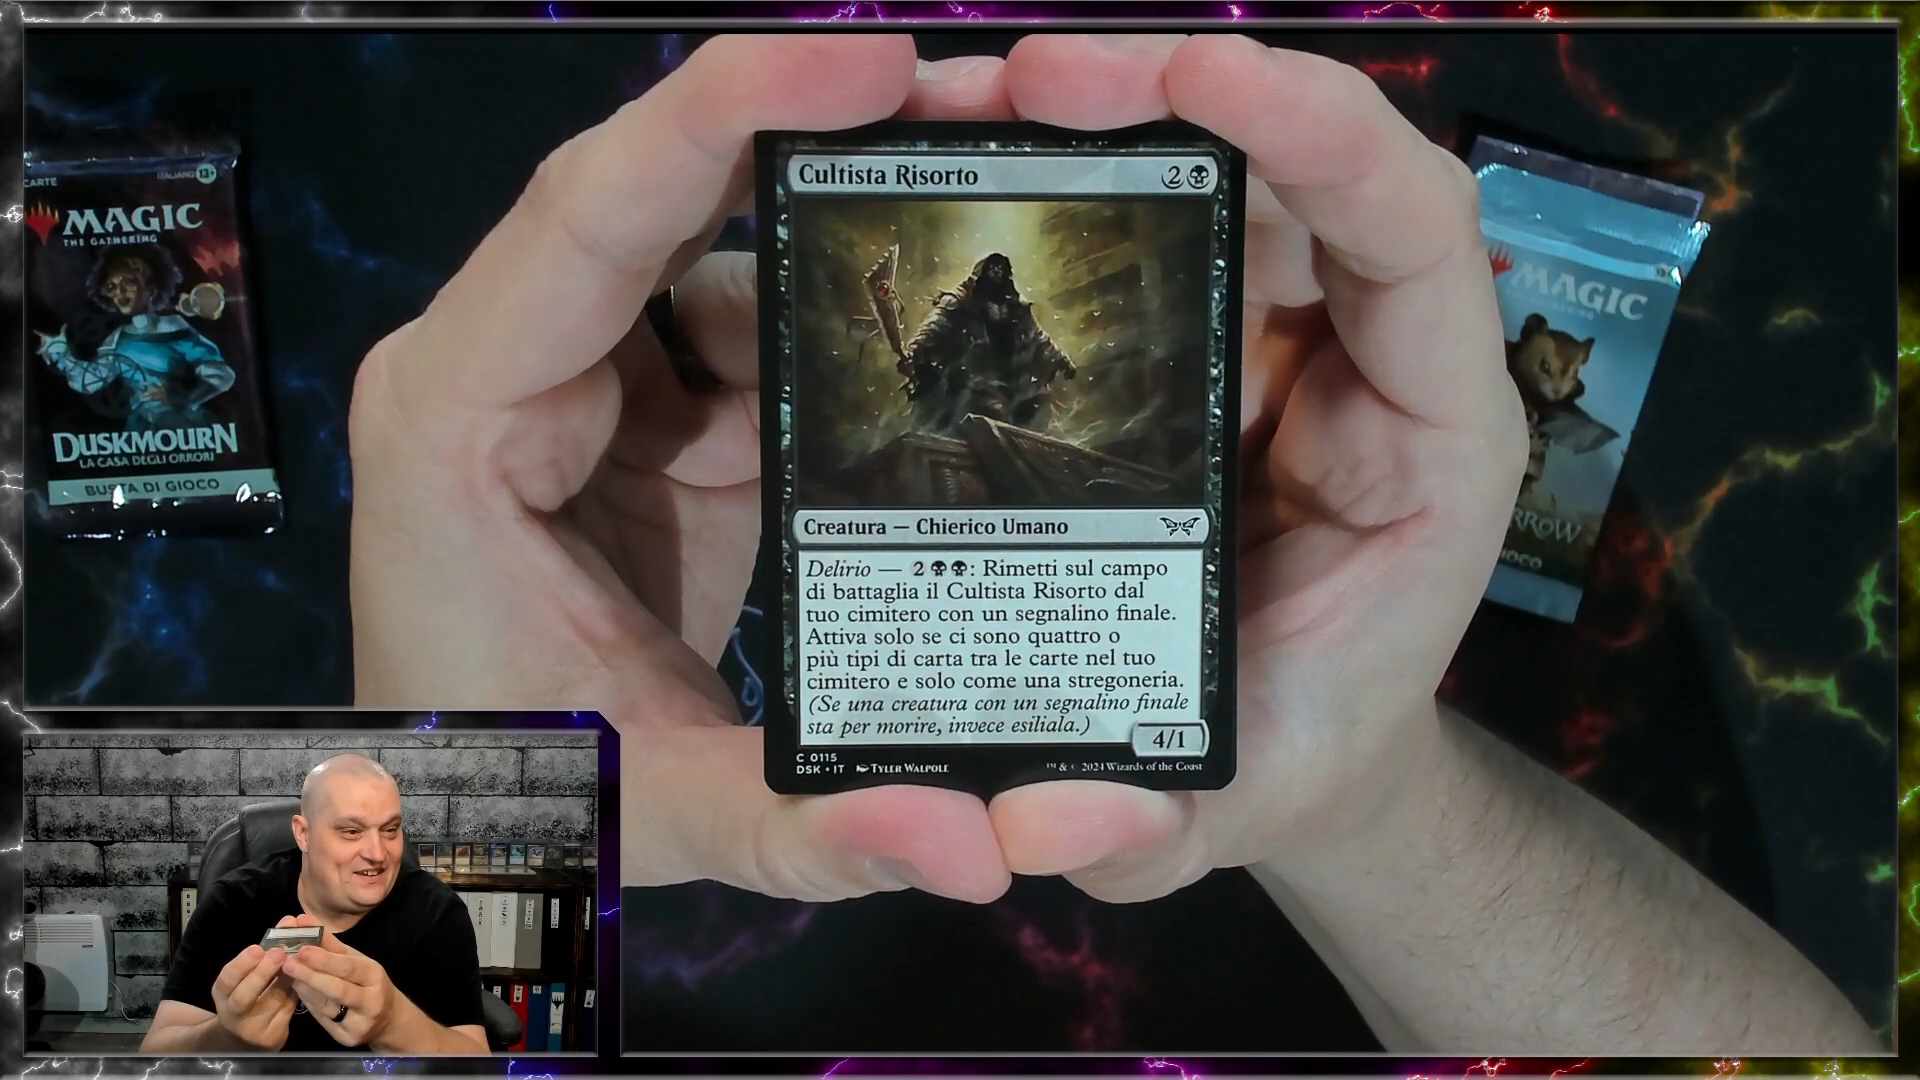 CARTE
ITALIANO 13+
MAGIC
THE GATHERING
DUSKMOURN
LA CASA DEGLI ORRORI
BUSTA DI GIOCO
Cultista Risorto 2
Creatura — Chierico Umano
Delirio — 2: Rimetti sul campo
di battaglia il Cultista Risorto dal
tuo cimitero con un segnalino finale.
Attiva solo se ci sono quattro o
più tipi di carta tra le carte nel tuo
cimitero e solo come una stregoneria.
(Se una creatura con un segnalino finale
sta per morire, invece esiliala.)
4/1
C 0115
DSK • IT TYLER WALPOLE
™ & © 2024 Wizards of the Coast
MAGIC